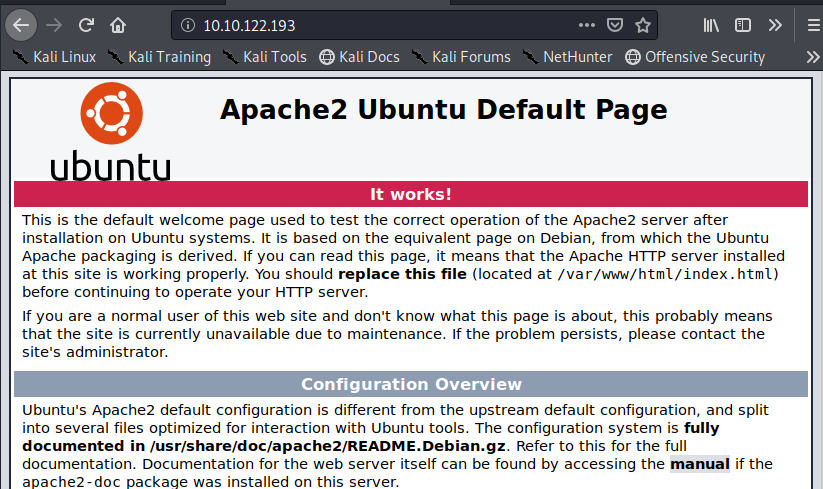 10.10.122.193
Kali Linux Kali Training Kali Tools Kali Docs Kali Forums NetHunter Offensive Security
ubuntu
Apache2 Ubuntu Default Page
It works!
This is the default welcome page used to test the correct operation of the Apache2 server after
installation on Ubuntu systems. It is based on the equivalent page on Debian, from which the Ubuntu
Apache packaging is derived. If you can read this page, it means that the Apache HTTP server installed
at this site is working properly. You should replace this file (located at /var/www/html/index.html)
before continuing to operate your HTTP server.
If you are a normal user of this web site and don't know what this page is about, this probably means
that the site is currently unavailable due to maintenance. If the problem persists, please contact the
site's administrator.
Configuration Overview
Ubuntu's Apache2 default configuration is different from the upstream default configuration, and split
into several files optimized for interaction with Ubuntu tools. The configuration system is fully
documented in /usr/share/doc/apache2/README.Debian.gz. Refer to this for the full
documentation. Documentation for the web server itself can be found by accessing the manual if the
apache2-doc package was installed on this server.